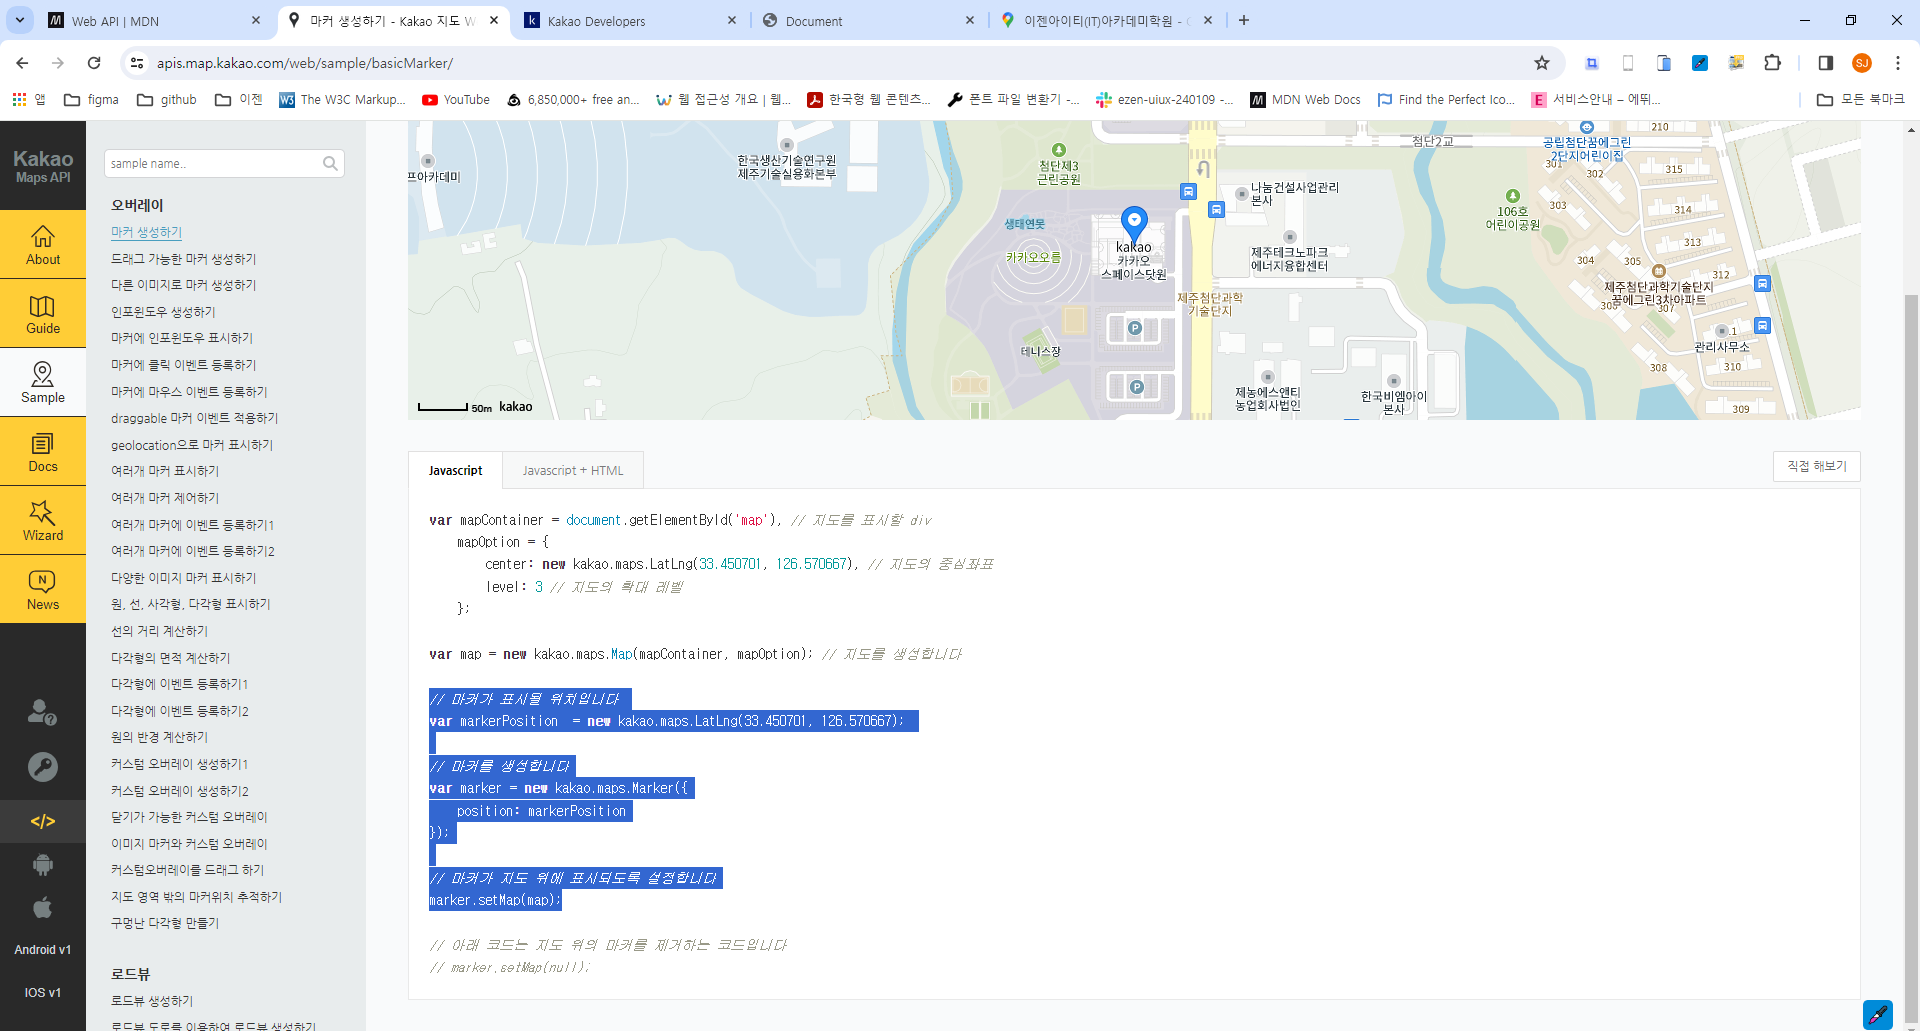 Web API | MDN
마커 생성하기 - Kakao 지도 W
Kakao Developers
Document
이젠아이티(IT)아카데미학원 -
apis.map.kakao.com/web/sample/basicMarker/
SJ
앱
figma
github
이젠
The W3C Markup...
YouTube
6,850,000+ free an...
웹 접근성 개요 | 웹...
한국형 웹 콘텐츠...
폰트 파일 변환기 -...
ezen-uiux-240109 -...
MDN Web Docs
Find the Perfect Ico...
서비스안내 – 에뛰...
모든 북마크
Kakao
Maps API
About
Guide
Sample
Docs
Wizard
News
Android v1
IOS v1
sample name..
오버레이
마커 생성하기
드래그 가능한 마커 생성하기
다른 이미지로 마커 생성하기
인포윈도우 생성하기
마커에 인포윈도우 표시하기
마커에 클릭 이벤트 등록하기
마커에 마우스 이벤트 등록하기
draggable 마커 이벤트 적용하기
geolocation으로 마커 표시하기
여러개 마커 표시하기
여러개 마커 제어하기
여러개 마커에 이벤트 등록하기1
여러개 마커에 이벤트 등록하기2
다양한 이미지 마커 표시하기
원, 선, 사각형, 다각형 표시하기
선의 거리 계산하기
다각형의 면적 계산하기
다각형에 이벤트 등록하기1
다각형에 이벤트 등록하기2
원의 반경 계산하기
커스텀 오버레이 생성하기1
커스텀 오버레이 생성하기2
닫기가 가능한 커스텀 오버레이
이미지 마커와 커스텀 오버레이
커스텀오버레이를 드래그 하기
지도 영역 밖의 마커위치 추적하기
구멍난 다각형 만들기
로드뷰
로드뷰 생성하기
로드뷰 도로를 이용하여 로드뷰 생성하기
프아카데미
한국생산기술연구원
제주기술실용화본부
첨단제3
근린공원
생태연못
카카오오름
kakao
카카오
스페이스닷원
테니스장
P
P
나눔건설사업관리
본사
제주테크노파크
에너지융합센터
제주첨단과학
기술단지
제농에스앤티
농업회사법인
한국비엠아이
본사
첨단2교
공립첨단꿈에그린
2단지어린이집
210
301
302
315
303
314
106호
어린이공원
313
304
305
312
제주첨단과학기술단지
꿈에그린3차아파트
307
관리사무소
308
310
309
50m kakao
Javascript
Javascript + HTML
직접 해보기
var mapContainer = document.getElementById('map'), // 지도를 표시할 div
mapOption = {
center: new kakao.maps.LatLng(33.450701, 126.570667), // 지도의 중심좌표
level: 3 // 지도의 확대 레벨
};
var map = new kakao.maps.Map(mapContainer, mapOption); // 지도를 생성합니다
// 마커가 표시될 위치입니다
var markerPosition  = new kakao.maps.LatLng(33.450701, 126.570667);
// 마커를 생성합니다
var marker = new kakao.maps.Marker({
position: markerPosition
});
// 마커가 지도 위에 표시되도록 설정합니다
marker.setMap(map);
// 아래 코드는 지도 위의 마커를 제거하는 코드입니다
// marker.setMap(null);